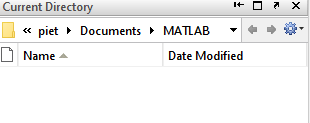 Current Directory
« piet ▸ Documents ▸ MATLAB
Name Date Modified